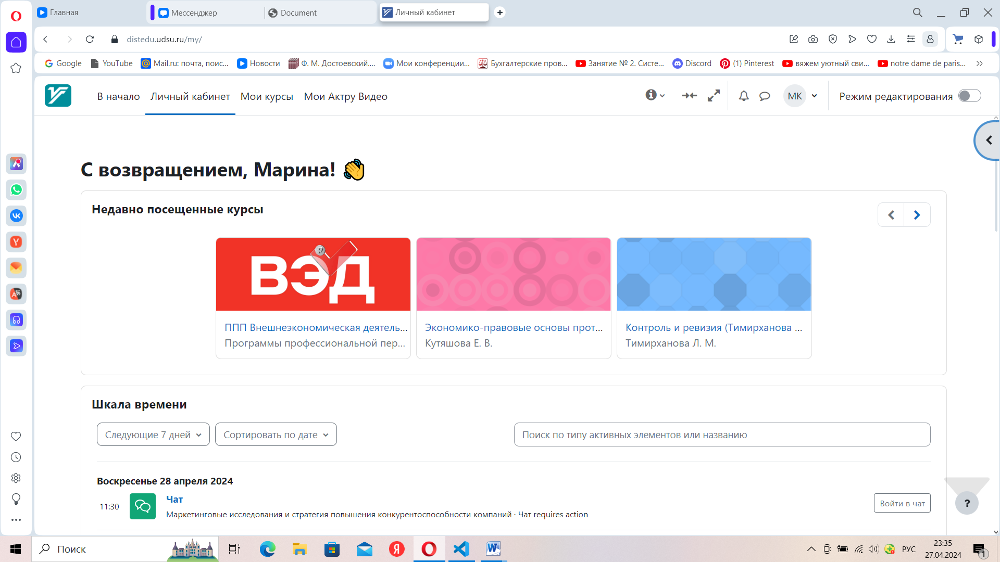 Главная
Мессенджер
Document
Личный кабинет
distedu.udsu.ru/my/
Google
YouTube
Mail.ru: почта, поис...
Новости
Ф. М. Достоевский....
Мои конференции...
Бухгалтерские пров...
Занятие № 2. Систе...
Discord
(1) Pinterest
вяжем уютный сви...
notre dame de paris...
В начало
Личный кабинет
Мои курсы
Мои Актру Видео
МК
Режим редактирования
С возвращением, Марина! 👋
Недавно посещенные курсы
ВЭД
ППП Внешнеэкономическая деятель...
Программы профессиональной пер...
Экономико-правовые основы прот...
Кутяшова Е. В.
Контроль и ревизия (Тимирханова ...
Тимирханова Л. М.
Шкала времени
Следующие 7 дней
Сортировать по дате
Поиск по типу активных элементов или названию
Воскресенье 28 апреля 2024
11:30
Чат
Маркетинговые исследования и стратегия повышения конкурентоспособности компаний · Чат requires action
Войти в чат
?
Поиск
РУС
23:35
27.04.2024
1